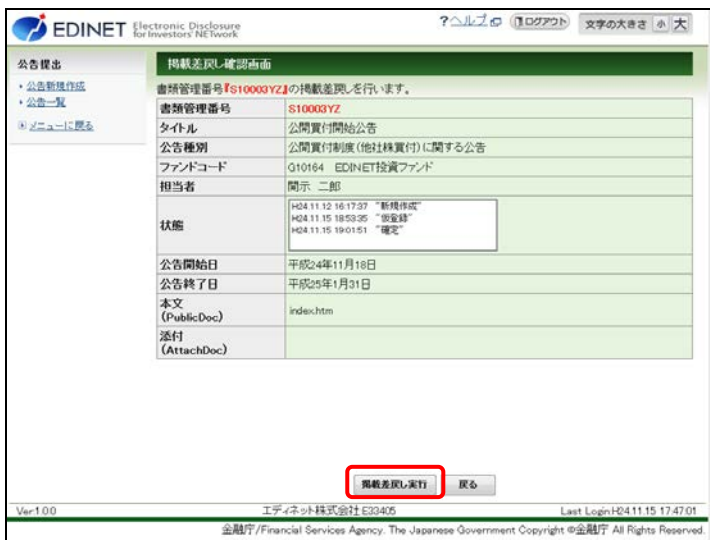 EDINET Electronic Disclosure for Investors' NETwork
?ヘルプ ログアウト 文字の大きさ 小 大
公告提出
・公告新規作成
・公告一覧
メニューに戻る
掲載差戻し確認画面
書類管理番号『S10003YZ』の掲載差戻しを行います。
書類管理番号 S10003YZ
タイトル 公開買付開始公告
公告種別 公開買付制度(他社株買付)に関する公告
ファンドコード G10164 EDINET投資ファンド
担当者 開示 二郎
状態
H24.11.12 16:17:37 "新規作成"
H24.11.15 18:53:35 "仮登録"
H24.11.15 19:01:51 "確定"
公告開始日 平成24年11月18日
公告終了日 平成25年1月31日
本文
(PublicDoc) index.htm
添付
(AttachDoc)
掲載差戻し実行 戻る
Ver.1.00 エディネット株式会社 E33405 Last Login:H24.11.15 17:47:01
金融庁/Financial Services Agency. The Japanese Government Copyright ©金融庁 All Rights Reserved.